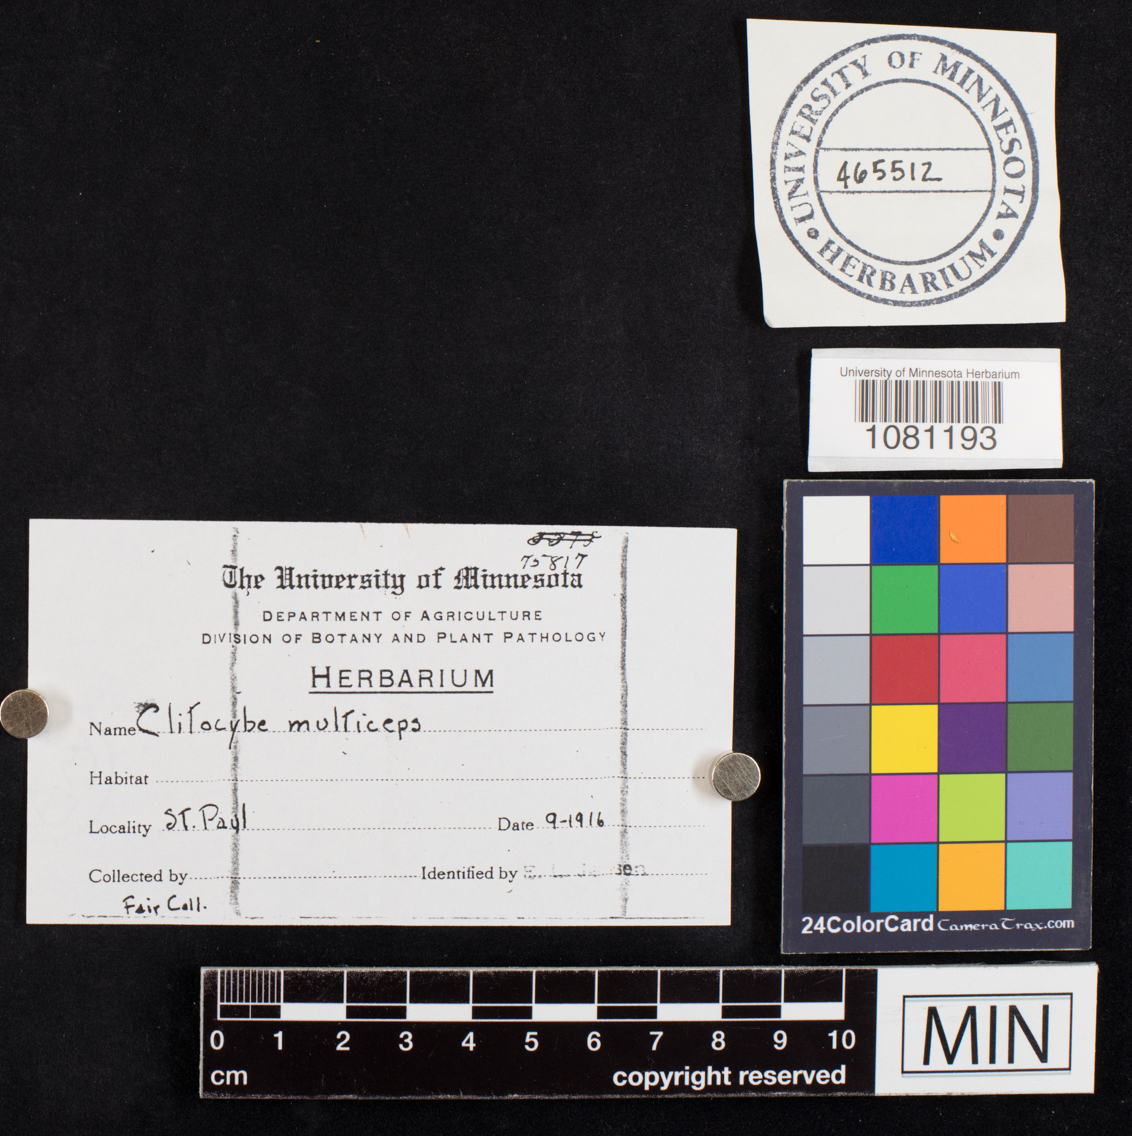 UNIVERSITY OF MINNESOTA
465512
• HERBARIUM •
University of Minnesota Herbarium
1081193
75817
The University of Minnesota
DEPARTMENT OF AGRICULTURE
DIVISION OF BOTANY AND PLANT PATHOLOGY
HERBARIUM
Name Clitocybe multiceps
Habitat
Locality ST. Paul Date 9-1916
Collected by Identified by
Fair Coll.
24ColorCard CameraTrax.com
0 1 2 3 4 5 6 7 8 9 10
cm copyright reserved
MIN